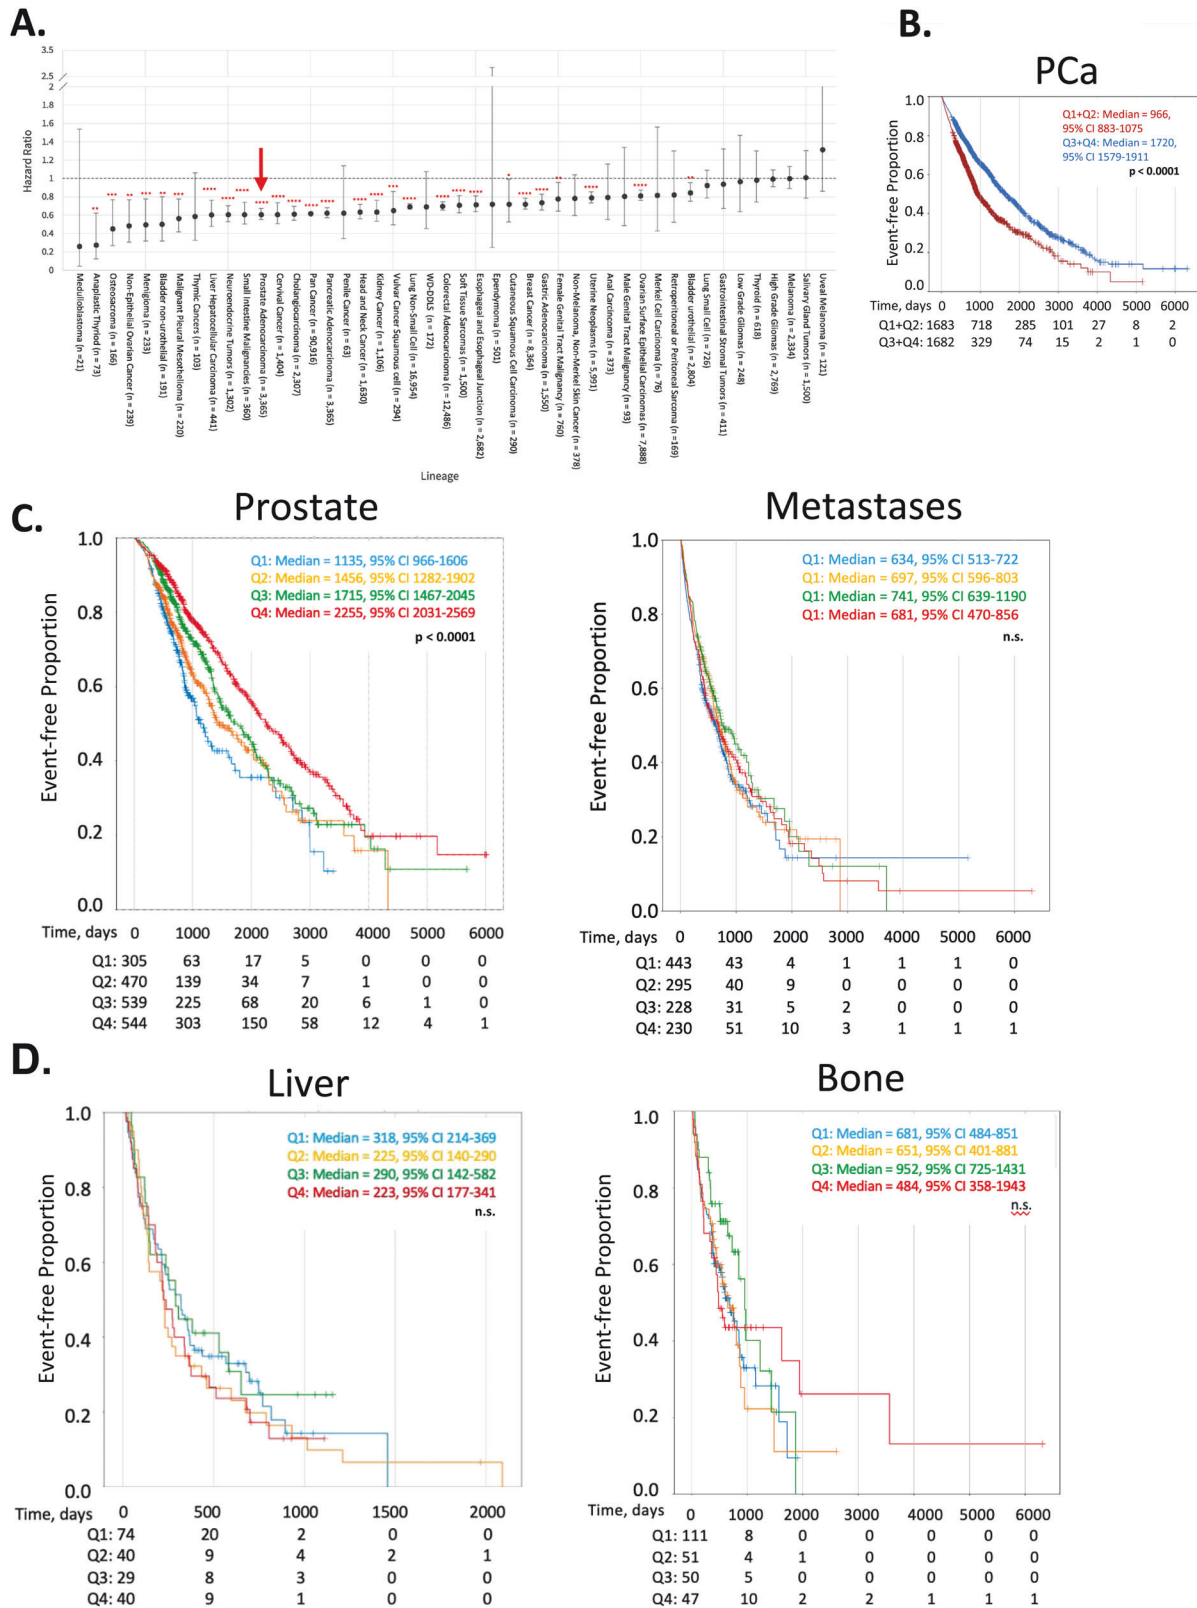 A.
3.5
2.5
2
1.8
1.6
1.4
1.2
1
0.8
0.6
0.4
0.2
0
Hazard Ratio
**
***
**
***
**
***
****
****
****
****
****
****
****
****
****
****
***
****
****
****
****
*
****
****
**
****
****
**
Medulloblastoma (n=21)
Anaplastic Thyroid (n = 73)
Osteosarcoma (n = 166)
Non-Epithelial Ovarian Cancer (n = 239)
Menigioma (n = 233)
Bladder non-urothelial (n = 191)
Malignant Pleural Mesothelioma (n = 220)
Thymic Cancers (n = 103)
Liver Hepatocellular Carcinoma (n = 441)
Neuroendocrine Tumors (n = 1,302)
Small Intestine Malignandes (n = 360)
Prostate Adenocarcinoma (n = 3,365)
Cervical Cancer (n = 1,404)
Cholangiocarcinoma (n = 2,307)
Pan Cancer (n = 90,916)
Pancreatic Adenocarcinoma (n = 3,365)
Penile Cancer (n = 63)
Head and Neck Cancer (n = 1,630)
Kidney Cancer (n = 1,106)
Vulvar Cancer Squamous cell (n = 294)
Lung Non-Small Cell (n = 16,954)
WD-DDLS (n = 172)
Colorectal Adenocarcinoma (n = 12,486)
Soft Tissue Sarcomas (n = 1,500)
Esophageal and Esophageal Junction (n = 2,682)
Ependymoma (n = 501)
Cutaneous Squamous Cell Carcinoma (n = 290)
Breast Cancer (n = 8,364)
Gastric Adenocarcinoma (n = 1,550)
Female Genital Tract Malignancy (n = 760)
Non-Melanoma, Non-Merkel Skin Cancer (n = 378)
Uterine Neoplasms (n = 5,991)
Anal Carcinoma (n = 373)
Male Genital Tract Malignancy (n = 93)
Ovarian Surface Epithelial Carcinomas (n = 7,888)
Merkel Cell Carcinoma (n = 76)
Retroperitoneal or Peritoneal Sarcoma (n =169)
Bladder urothelial (n = 2,804)
Lung Small Cell (n = 726)
Gastrointestinal Stromal Tumors (n = 411)
Low Grade Gliomas (n = 248)
Thyroid (n = 618)
High Grade Gliomas (n = 2,769)
Melanoma (n = 2,334)
Salivary Gland Tumors (n = 1,500)
Uveal Melanoma (n = 121)
Lineage
B.
PCa
Event-free Proportion
1.0
0.8
0.6
0.4
0.2
0.0
Q1+Q2: Median = 966,
95% CI 883-1075
Q3+Q4: Median = 1720,
95% CI 1579-1911
p < 0.0001
Time, days 0 1000 2000 3000 4000 5000 6000
Q1+Q2: 1683 718 285 101 27 8 2
Q3+Q4: 1682 329 74 15 2 1 0
C.
Prostate
Event-free Proportion
1.0
0.8
0.6
0.4
0.2
0.0
Q1: Median = 1135, 95% CI 966-1606
Q2: Median = 1456, 95% CI 1282-1902
Q3: Median = 1715, 95% CI 1467-2045
Q4: Median = 2255, 95% CI 2031-2569
p < 0.0001
Time, days 0 1000 2000 3000 4000 5000 6000
Q1: 305 63 17 5 0 0 0
Q2: 470 139 34 7 1 0 0
Q3: 539 225 68 20 6 1 0
Q4: 544 303 150 58 12 4 1
Metastases
Event-free Proportion
1.0
0.8
0.6
0.4
0.2
0.0
Q1: Median = 634, 95% CI 513-722
Q1: Median = 697, 95% CI 596-803
Q1: Median = 741, 95% CI 639-1190
Q1: Median = 681, 95% CI 470-856
n.s.
Time, days 0 1000 2000 3000 4000 5000 6000
Q1: 443 43 4 1 1 1 0
Q2: 295 40 9 0 0 0 0
Q3: 228 31 5 2 0 0 0
Q4: 230 51 10 3 1 1 1
D.
Liver
Event-free Proportion
1.0
0.8
0.6
0.4
0.2
0.0
Q1: Median = 318, 95% CI 214-369
Q2: Median = 225, 95% CI 140-290
Q3: Median = 290, 95% CI 142-582
Q4: Median = 223, 95% CI 177-341
n.s.
Time, days 0 500 1000 1500 2000
Q1: 74 20 2 0 0
Q2: 40 9 4 2 1
Q3: 29 8 3 0 0
Q4: 40 9 1 0 0
Bone
Event-free Proportion
1.0
0.8
0.6
0.4
0.2
0.0
Q1: Median = 681, 95% CI 484-851
Q2: Median = 651, 95% CI 401-881
Q3: Median = 952, 95% CI 725-1431
Q4: Median = 484, 95% CI 358-1943
n.s.
Time, days 0 1000 2000 3000 4000 5000 6000
Q1: 111 8 0 0 0 0 0
Q2: 51 4 1 0 0 0 0
Q3: 50 5 0 0 0 0 0
Q4: 47 10 2 2 1 1 1